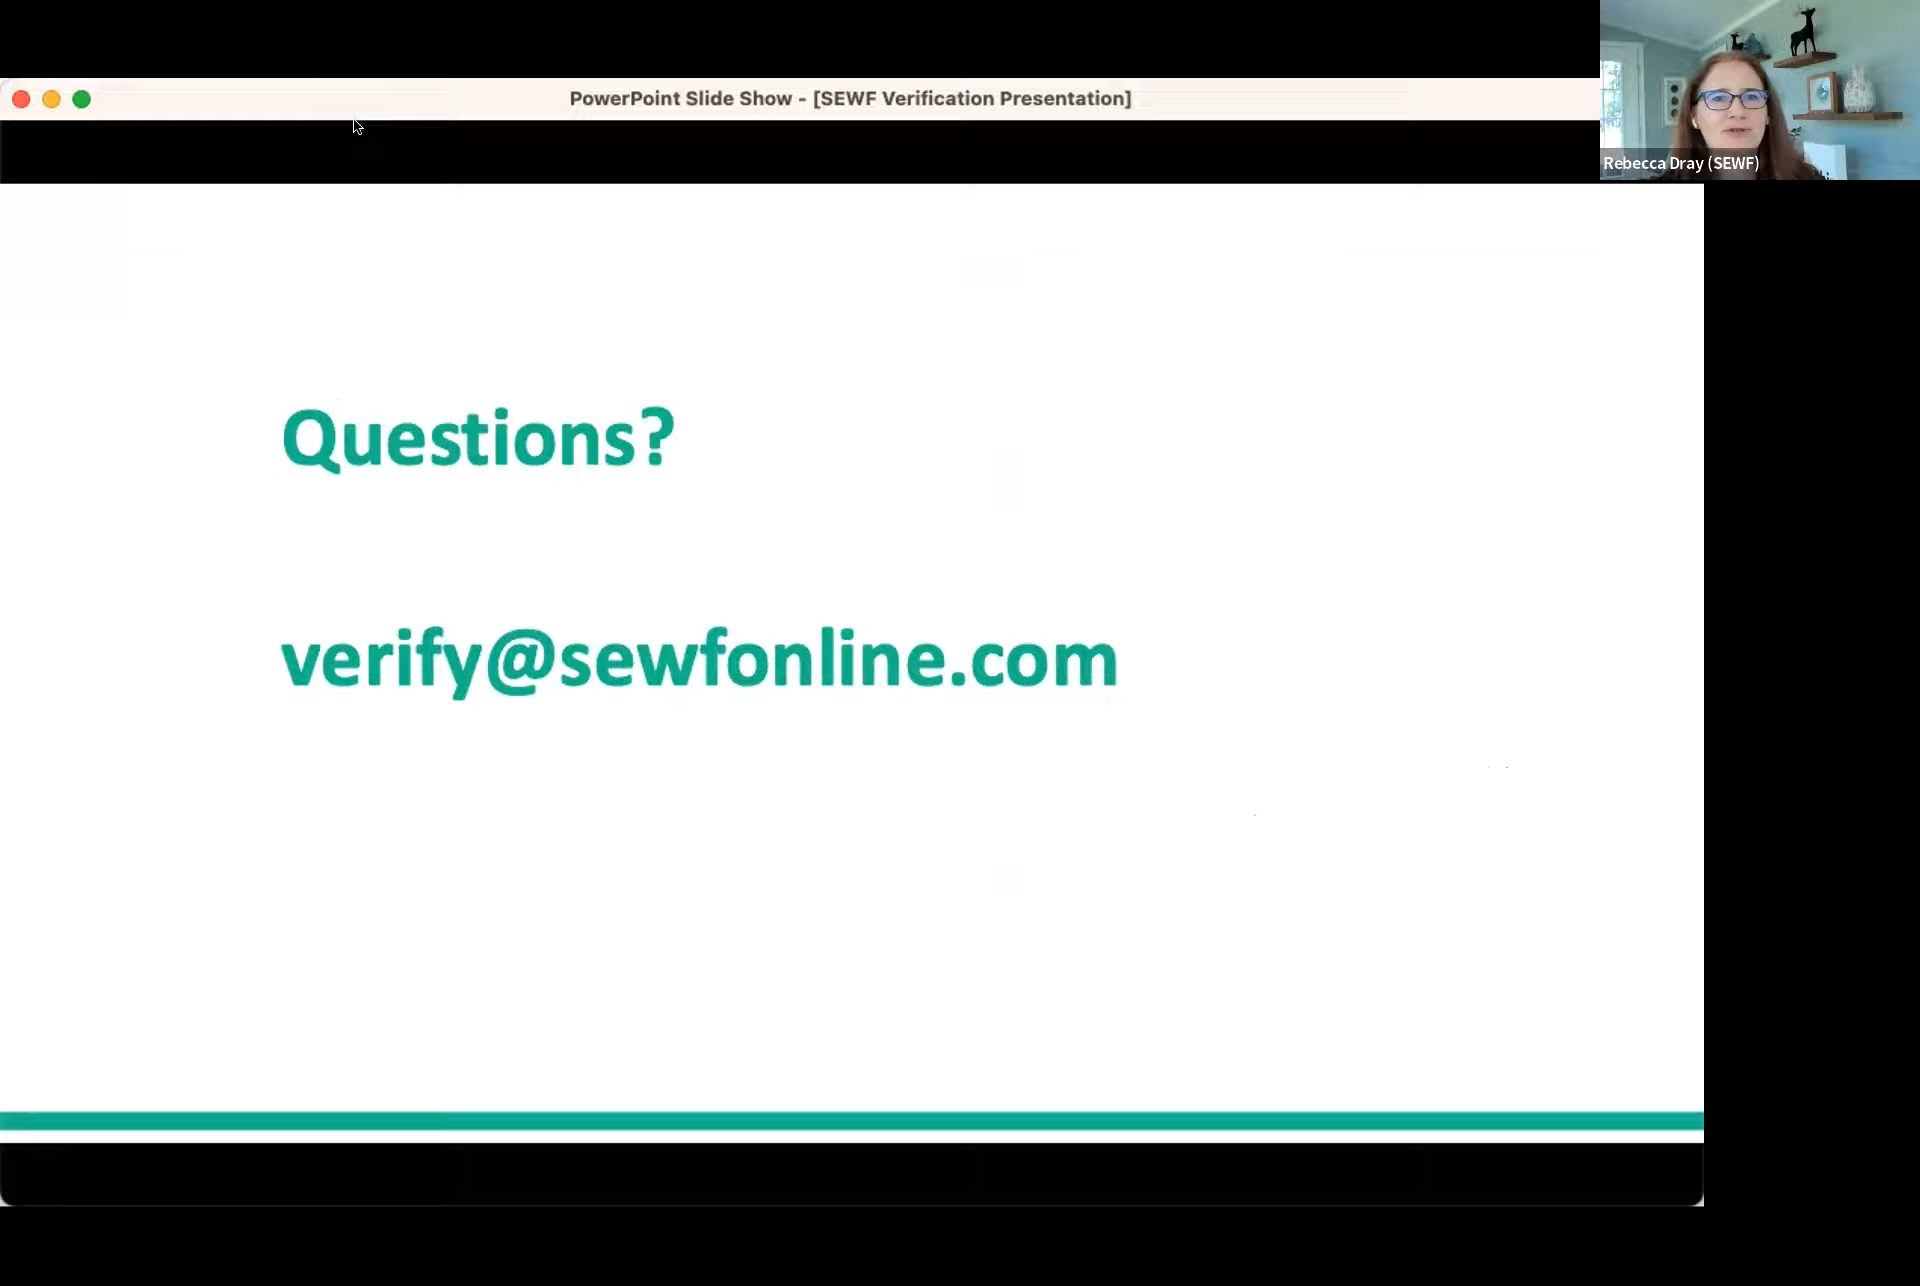 PowerPoint Slide Show - [SEWF Verification Presentation]
Rebecca Dray (SEWF)
Questions?
verify@sewfonline.com